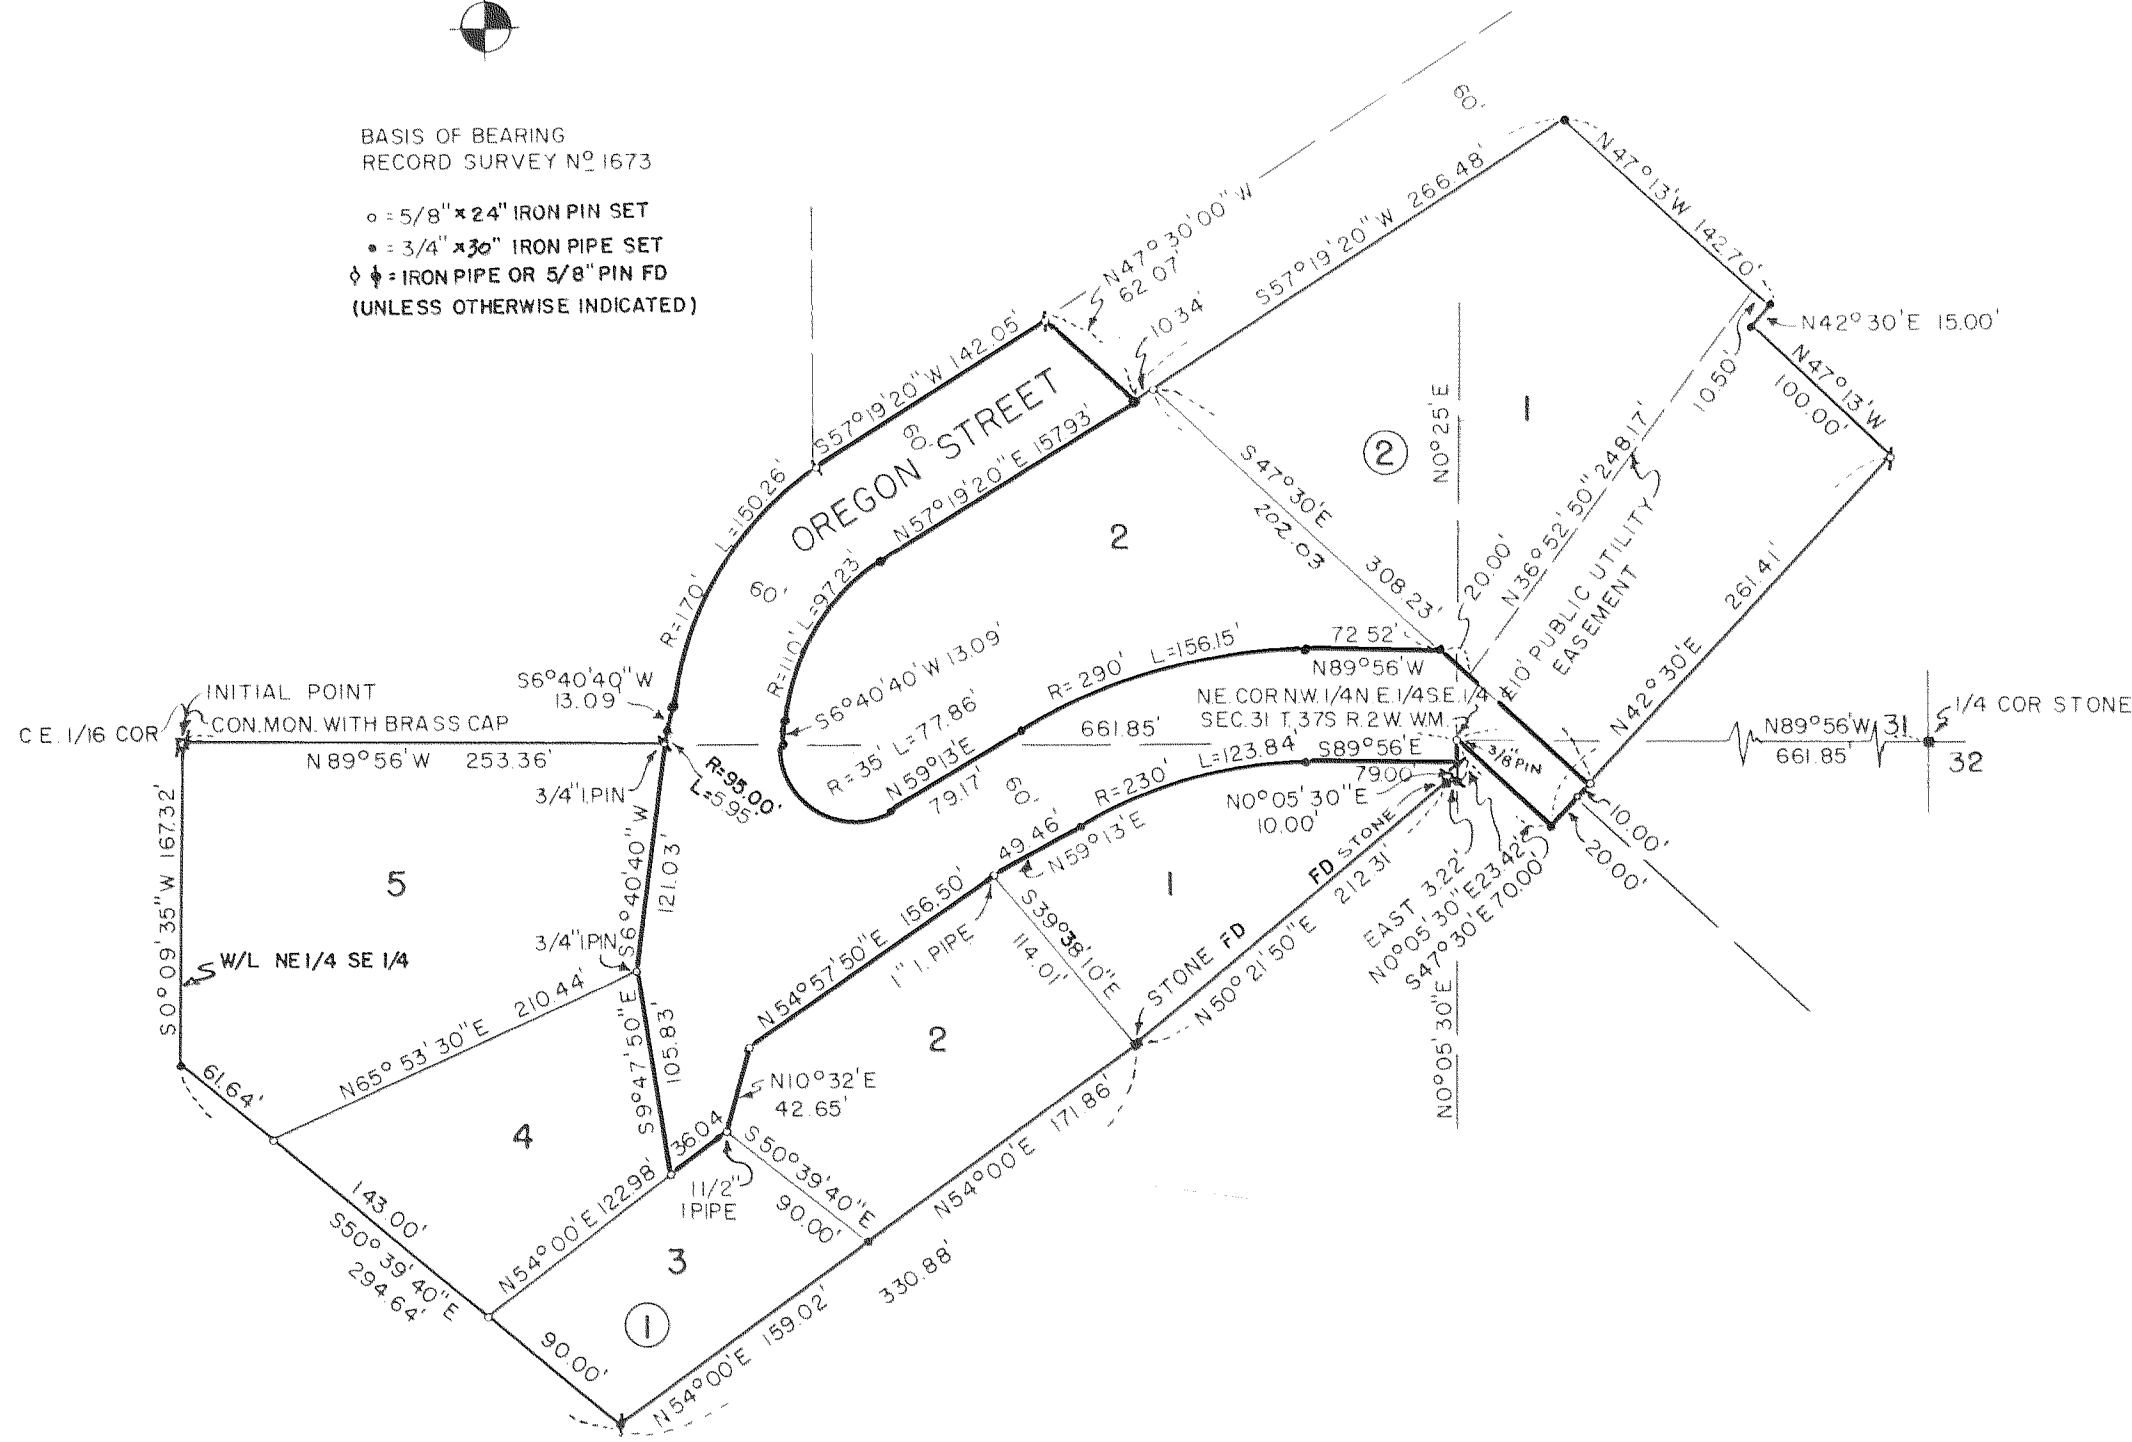 BASIS OF BEARING
RECORD SURVEY Nº 1673
○ = 5/8" x 24" IRON PIN SET
● = 3/4" x 30" IRON PIPE SET
= IRON PIPE OR 5/8" PIN FD
(UNLESS OTHERWISE INDICATED)
60'
N47°13'W 142.70'
S57°19'20"W 266.48'
N47°30'00"W
62 07'
10 34'
N42°30'E 15.00'
10.50'
N47°13'W
100.00'
S57°19'20"W 142.05'
60'
OREGON STREET
N57°19'20"E 157 93'
L=150.26'
R=170'
60'
R=110' L=97.23'
2
S47°30'E
202.03
308.23'
2
1
N0°25'E
N36°52'50" 248.17'
10' PUBLIC UTILITY
EASEMENT
20.00'
261.41'
N42°30'E
INITIAL POINT
CON. MON. WITH BRASS CAP
C E. 1/16 COR
N89°56'W 253.36'
S6°40'40"W
13.09'
3/4" I.PIN
R=95.00'
L=5.95'
S6°40'40'W 13.09'
R=35' L=77.86'
N59°13'E
79.17'
R=290' L=156.15'
72 52'
N89°56'W
N.E. COR N.W. 1/4 N E. 1/4 S.E. 1/4
SEC. 31 T. 37S R. 2W. W.M.
661.85'
L=123.84' S89°56'E
R=230'
79.00'
N0°05'30"E
10.00'
3/8" PIN
N89°56'W 31
661.85'
32
1/4 COR STONE
10.00'
20.00'
60'
49.46'
N59°13'E
S0°09'35"W 167.32'
5
W/L NE 1/4 SE 1/4
S6°40'40"W
121.03'
3/4" I.PIN
S9°47'50"E
105.83'
N65°53'30"E 210.44'
61.64'
4
143.00'
S50°39'40"E
294.64'
N54°00'E 122.98'
36.04
N54°57'50"E 156.50'
1" I. PIPE
N10°32'E
42.65'
1 1/2"
I PIPE
S50°39'40"E
90.00'
S39°38'10"E
114.01'
1
2
3
1
90.00'
N54°00'E 159.02'
330.88'
N54°00'E 171.86'
STONE FD
FD STONE
N50°21'50"E 212.31'
EAST 3.22'
N0°05'30"E 23.42'
S47°30'E 70.00'
N0°05'30"E